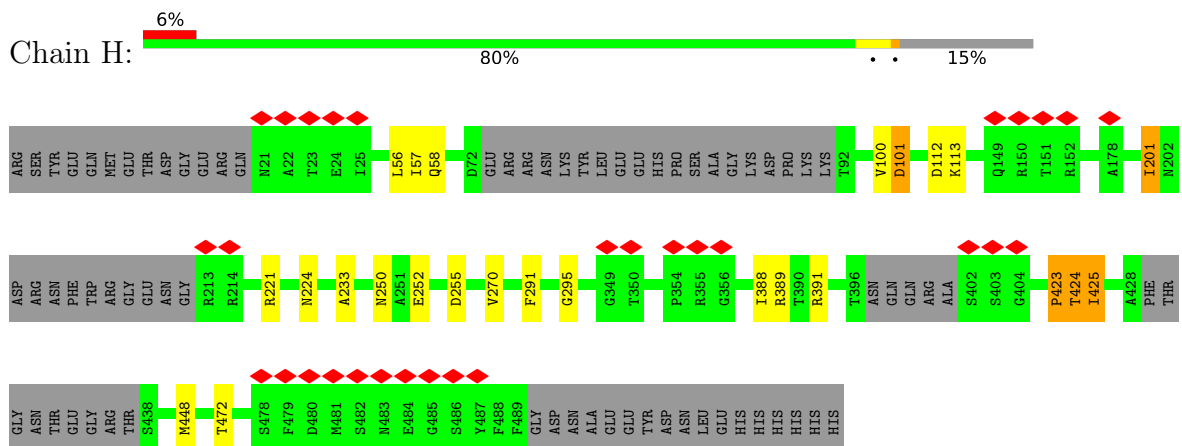 6%
Chain H:
80%
•
•
15%
ARG SER TYR GLU GLN MET GLU THR ASP GLY GLU ARG GLN N21 A22 T23 E24 I25 L56 I57 Q58 D72 GLU ARG ARG ASN LYS TYR LEU GLU GLU HIS PRO SER ALA GLY LYS ASP PRO LYS LYS T92 V100 D101 D112 K113 Q149 R150 T151 R152 A178 I201 N202
ASP ARG ASN PHE TRP ARG GLY GLU ASN GLY R213 R214 R221 N224 A233 N250 A251 E252 D255 V270 F291 G295 G349 T350 P354 R355 G356 I388 R389 T390 R391 T396 ASN GLN GLN ARG ALA S402 S403 G404 P423 T424 I425 A428 PHE THR
GLY ASN THR GLU GLY ARG THR S438 M448 T472 S478 F479 D480 M481 S482 N483 E484 G485 S486 Y487 F488 F489 GLY ASP ASN ALA GLU GLU TYR ASP ASN LEU GLU HIS HIS HIS HIS HIS HIS